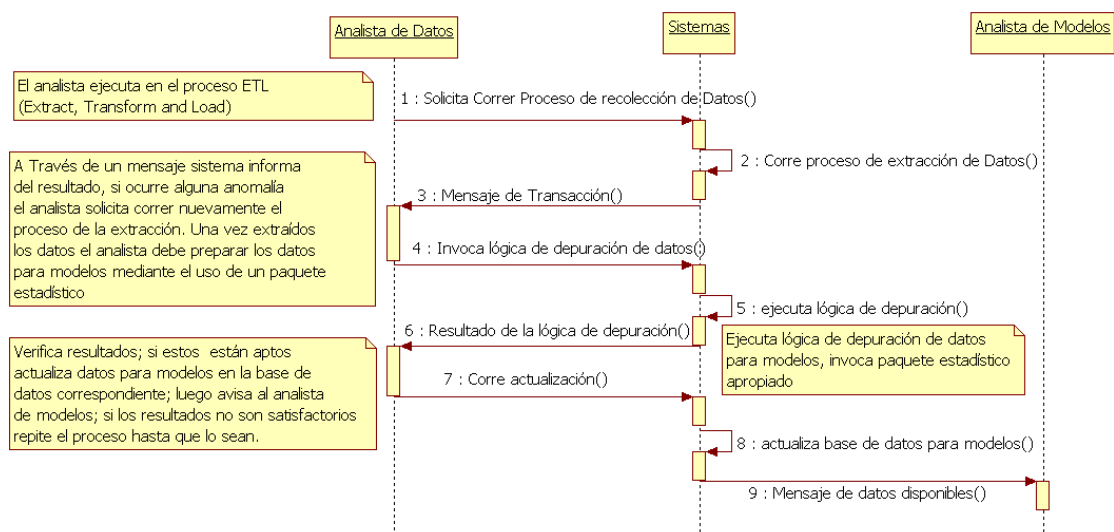 Analista de Datos
Sistemas
Analista de Modelos
El analista ejecuta en el proceso ETL
(Extract, Transform and Load)
1 : Solicita Correr Proceso de recolección de Datos()
2 : Corre proceso de extracción de Datos()
A Través de un mensaje sistema informa
del resultado, si ocurre alguna anomalía
el analista solicita correr nuevamente el
proceso de la extracción. Una vez extraídos
los datos el analista debe preparar los datos
para modelos mediante el uso de un paquete
estadístico
3 : Mensaje de Transacción()
4 : Invoca lógica de depuración de datos()
5 : ejecuta lógica de depuración()
6 : Resultado de la lógica de depuración()
Ejecuta lógica de depuración de datos
para modelos, invoca paquete estadístico
apropiado
Verifica resultados; si estos están aptos
actualiza datos para modelos en la base de
datos correspondiente; luego avisa al analista
de modelos; si los resultados no son satisfactorios
repite el proceso hasta que lo sean.
7 : Corre actualización()
8 : actualiza base de datos para modelos()
9 : Mensaje de datos disponibles()